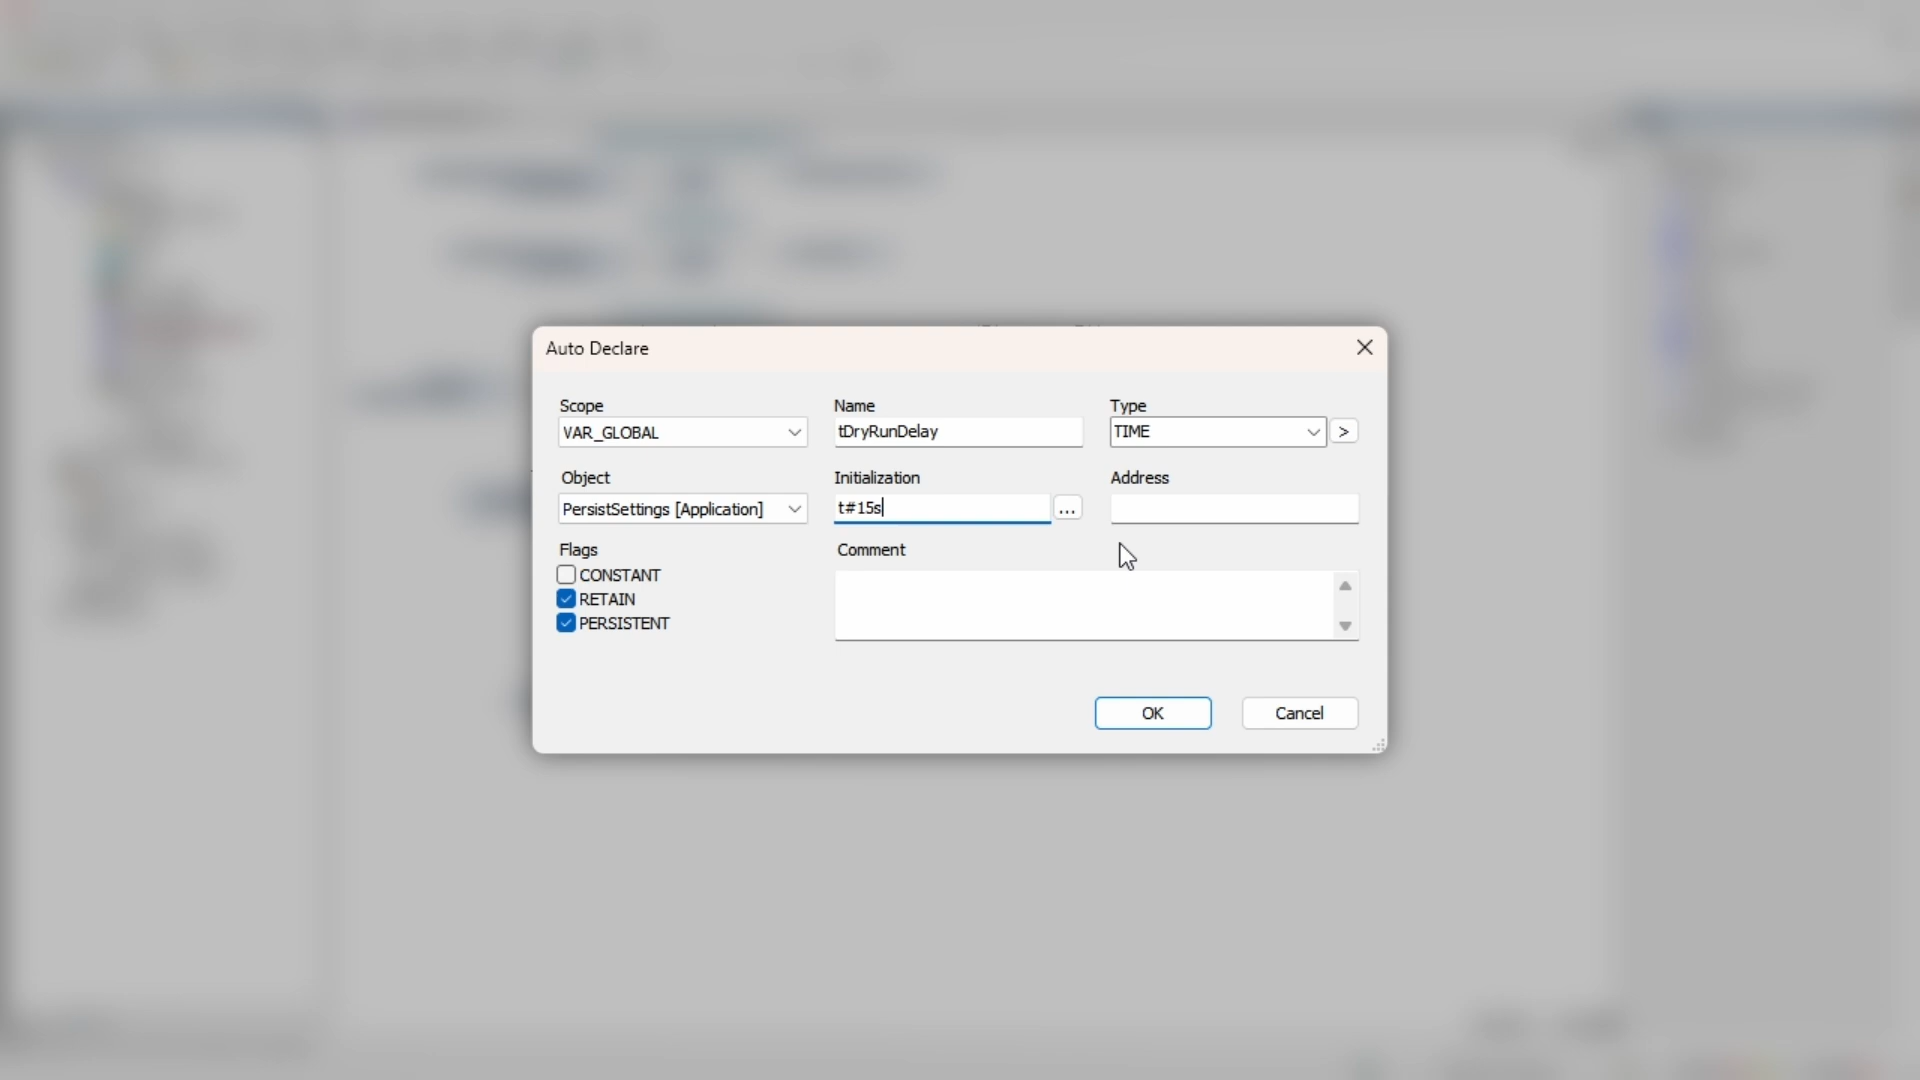 Auto Declare
Scope
Name
Type
VAR_GLOBAL
tDryRunDelay
TIME
>
Object
Initialization
Address
PersistSettings [Application]
t#15s
...
Flags
Comment
CONSTANT
RETAIN
PERSISTENT
OK
Cancel